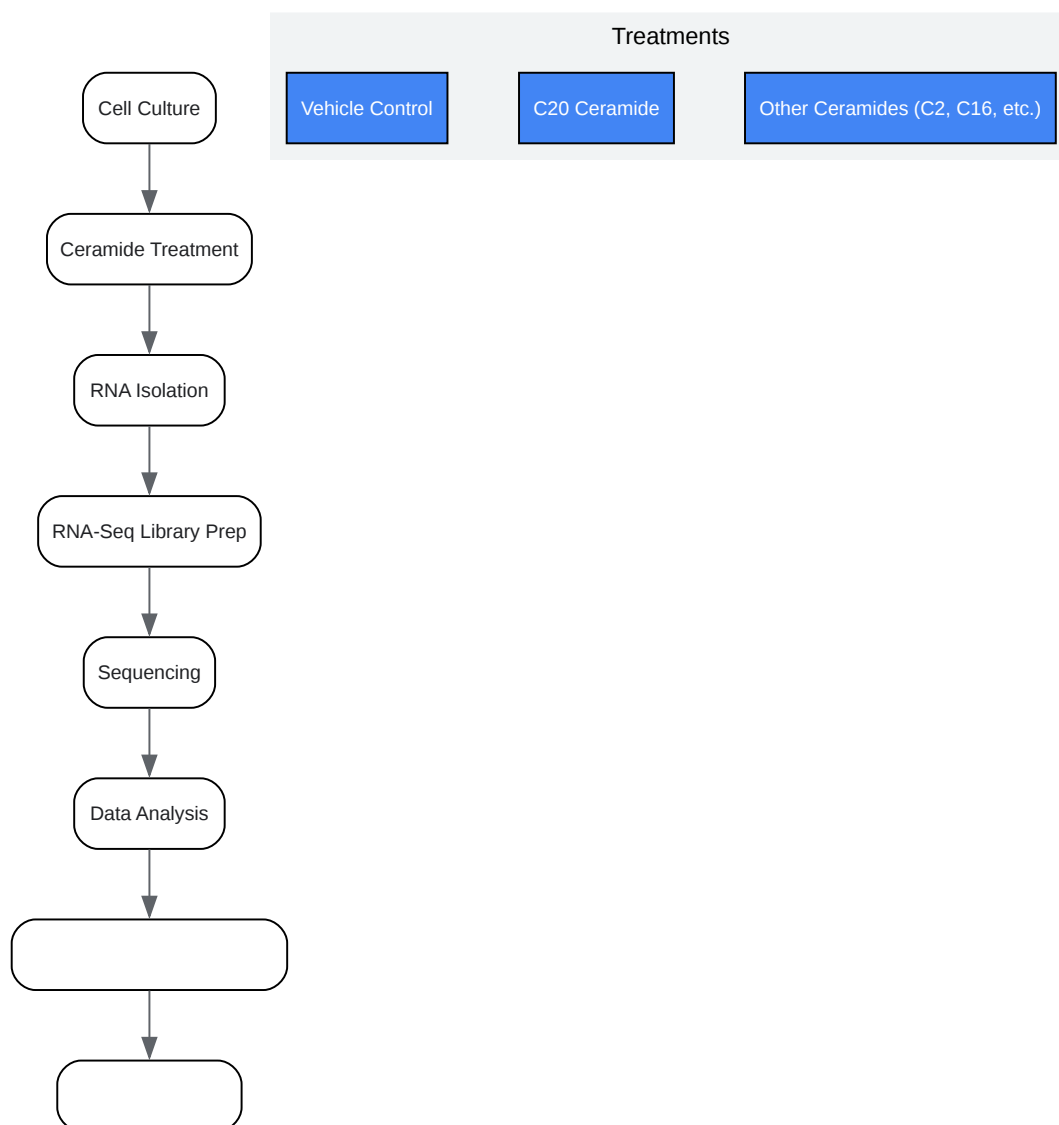 Treatments
Cell Culture
Vehicle Control
C20 Ceramide
Other Ceramides (C2, C16, etc.)
Ceramide Treatment
RNA Isolation
RNA-Seq Library Prep
Sequencing
Data Analysis